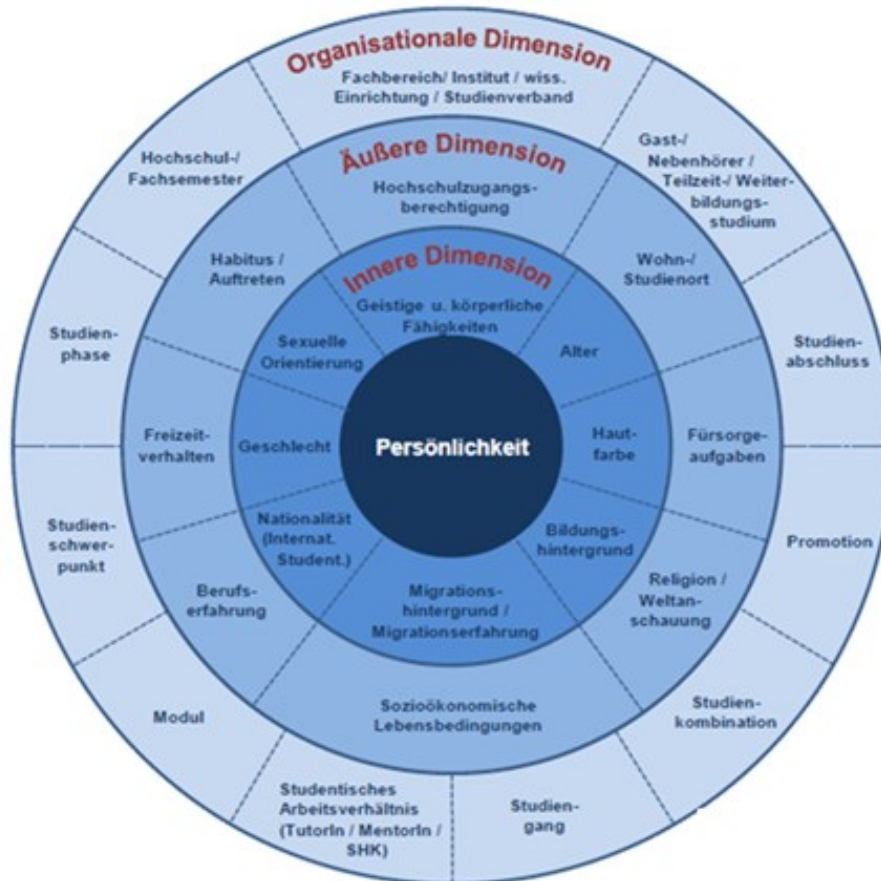 Organisationale Dimension
Fachbereich/ Institut / wiss.
Einrichtung / Studienverband
Gast-/
Nebenhörer /
Teilzeit-/ Weiter-
bildungs-
studium
Studien-
abschluss
Promotion
Studien-
kombination
Studien-
gang
Studentisches
Arbeitsverhältnis
(TutorIn / MentorIn /
SHK)
Modul
Studien-
schwer-
punkt
Studien-
phase
Hochschul-/
Fachsemester
Äußere Dimension
Hochschulzugangs-
berechtigung
Wohn-/
Studienort
Fürsorge-
aufgaben
Religion /
Weltan-
schauung
Sozioökonomische
Lebensbedingungen
Berufs-
erfahrung
Freizeit-
verhalten
Habitus /
Auftreten
Innere Dimension
Geistige u. körperliche
Fähigkeiten
Alter
Haut-
farbe
Bildungs-
hintergrund
Migrations-
hintergrund /
Migrationserfahrung
Nationalität
(Internat.
Student.)
Geschlecht
Sexuelle
Orientierung
Persönlichkeit